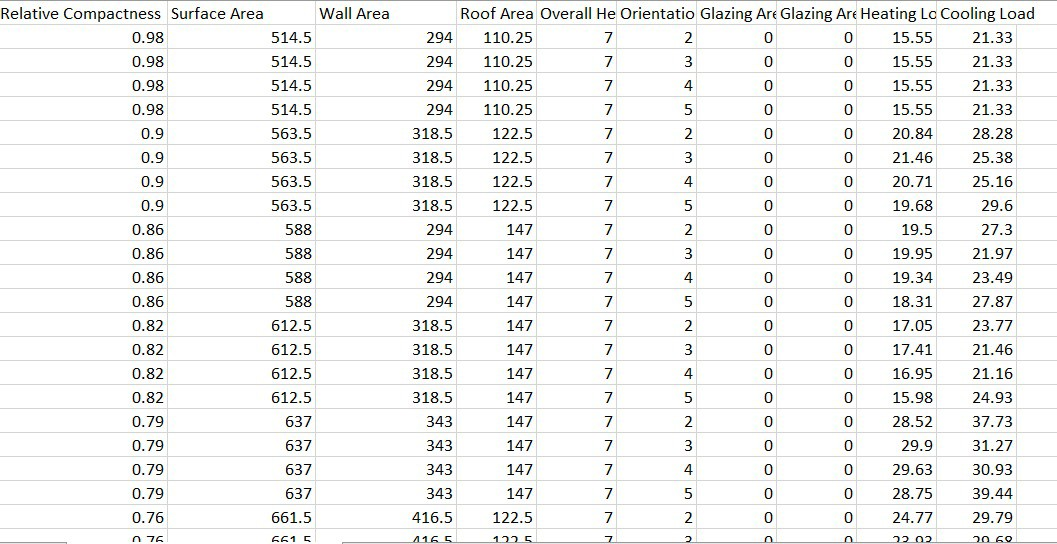 Relative Compactness Surface Area Wall Area Roof Area Overall He Orientatio Glazing Are Glazing Are Heating Lo Cooling Load
0.98 514.5 294 110.25 7 2 0 0 15.55 21.33
0.98 514.5 294 110.25 7 3 0 0 15.55 21.33
0.98 514.5 294 110.25 7 4 0 0 15.55 21.33
0.98 514.5 294 110.25 7 5 0 0 15.55 21.33
0.9 563.5 318.5 122.5 7 2 0 0 20.84 28.28
0.9 563.5 318.5 122.5 7 3 0 0 21.46 25.38
0.9 563.5 318.5 122.5 7 4 0 0 20.71 25.16
0.9 563.5 318.5 122.5 7 5 0 0 19.68 29.6
0.86 588 294 147 7 2 0 0 19.5 27.3
0.86 588 294 147 7 3 0 0 19.95 21.97
0.86 588 294 147 7 4 0 0 19.34 23.49
0.86 588 294 147 7 5 0 0 18.31 27.87
0.82 612.5 318.5 147 7 2 0 0 17.05 23.77
0.82 612.5 318.5 147 7 3 0 0 17.41 21.46
0.82 612.5 318.5 147 7 4 0 0 16.95 21.16
0.82 612.5 318.5 147 7 5 0 0 15.98 24.93
0.79 637 343 147 7 2 0 0 28.52 37.73
0.79 637 343 147 7 3 0 0 29.9 31.27
0.79 637 343 147 7 4 0 0 29.63 30.93
0.79 637 343 147 7 5 0 0 28.75 39.44
0.76 661.5 416.5 122.5 7 2 0 0 24.77 29.79
0.76 661.5 416.5 122.5 7 3 0 0 23.93 29.68